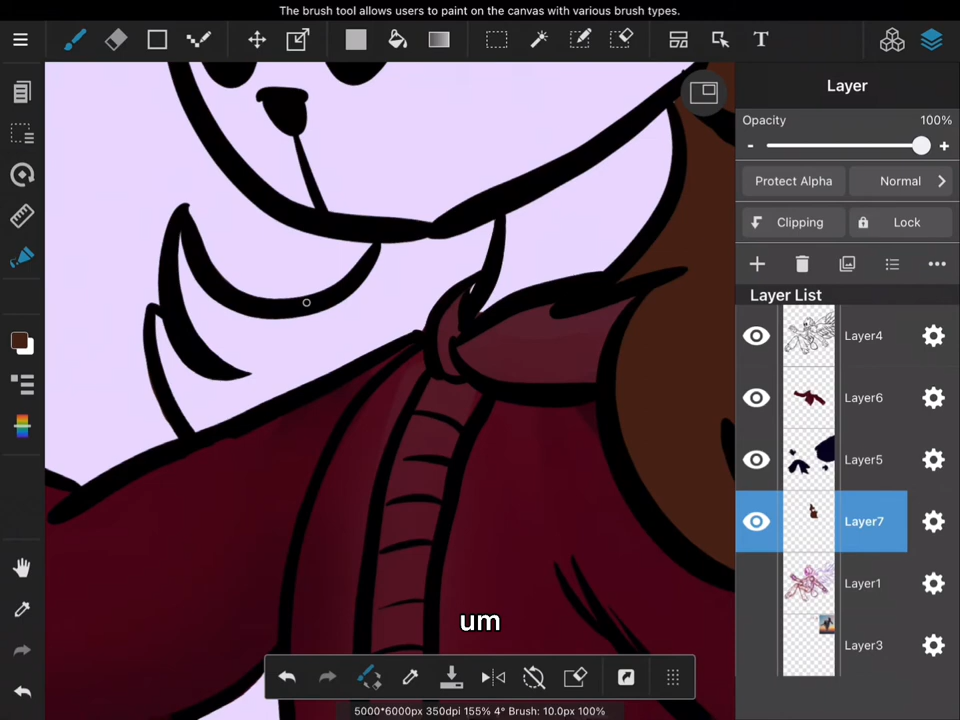 The brush tool allows users to paint on the canvas with various brush types.
T
Layer
Opacity 100%
- +
Protect Alpha Normal
Clipping Lock
Layer List
Layer4
Layer6
Layer5
Layer7
Layer1
Layer3
um
5000*6000px 350dpi 155% 4° Brush: 10.0px 100%